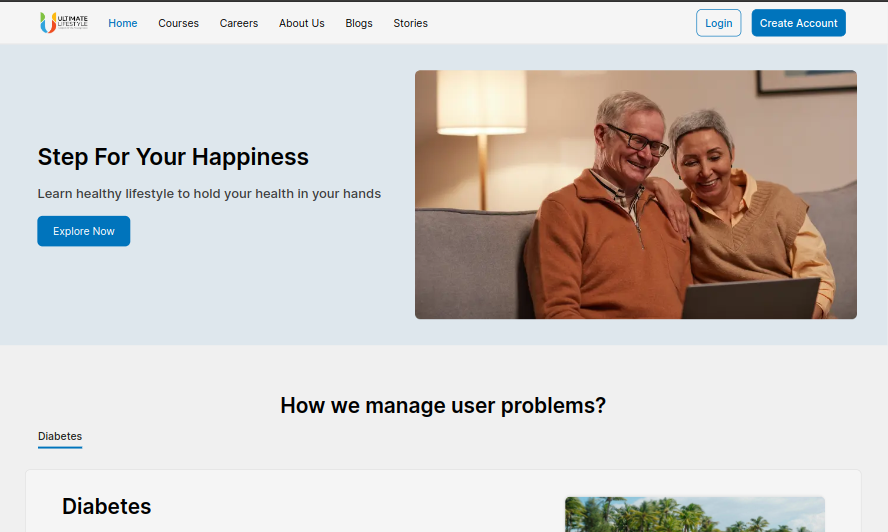 ULTIMATE
LIFESTYLE
Home
Courses
Careers
About Us
Blogs
Stories
Login
Create Account
Step For Your Happiness
Learn healthy lifestyle to hold your health in your hands
Explore Now
How we manage user problems?
Diabetes
Diabetes